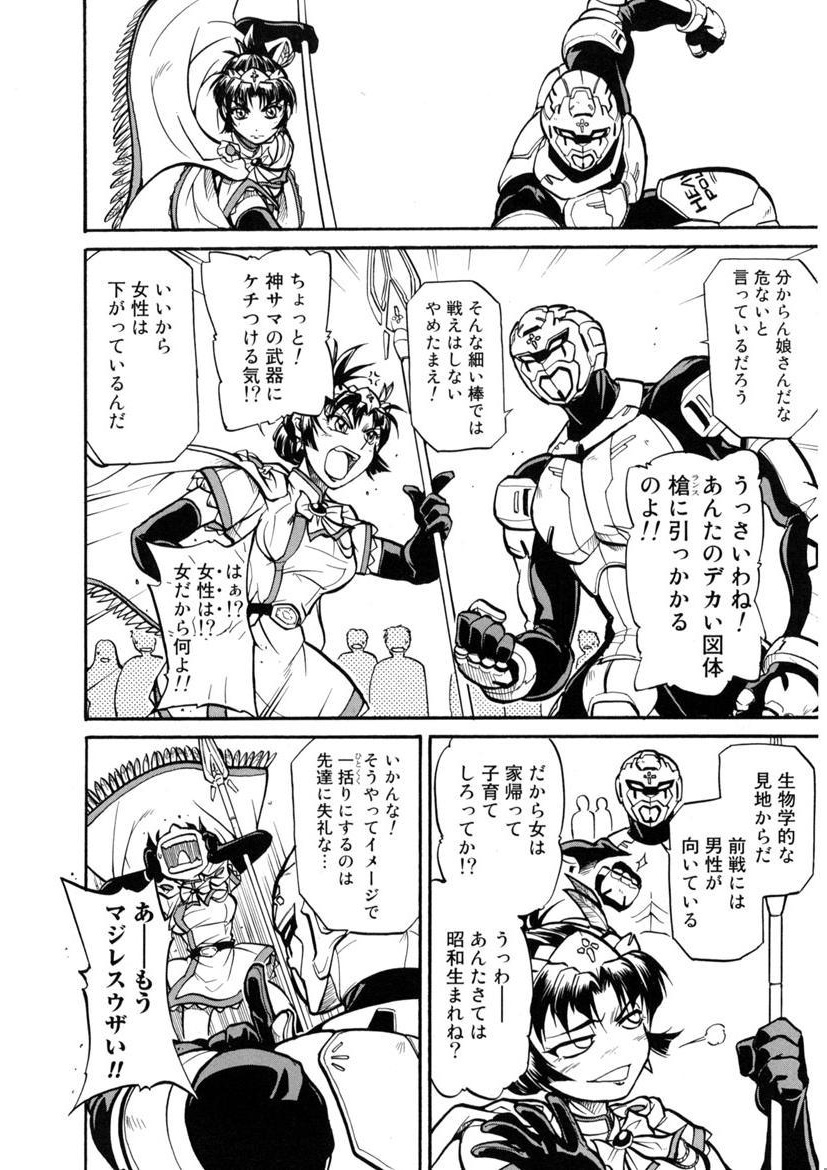 HEAV
POL
分からん娘さんだな
危ないと
言っているだろう
うっさいわね！
あんたのデカい図体
槍に引っかかる
ランス
のよ!!
そんな細い棒では
戦えはしない
やめたまえ！
ちょっと！
神サマの武器に
ケチつける気!?
いいから
女性は
下がっているんだ
はぁ!?
女性は!?
女だから何よ!!
生物学的な
見地からだ
前戦には
男性が
向いている
だから女は
家帰って
子育て
しろってか!?
うっわ――
あんたさては
昭和生まれね？
いかんな！
そうやってイメージで
一括りにするのは
ひとくく
先達に失礼な…
あ――もう
マジレスウザい!!